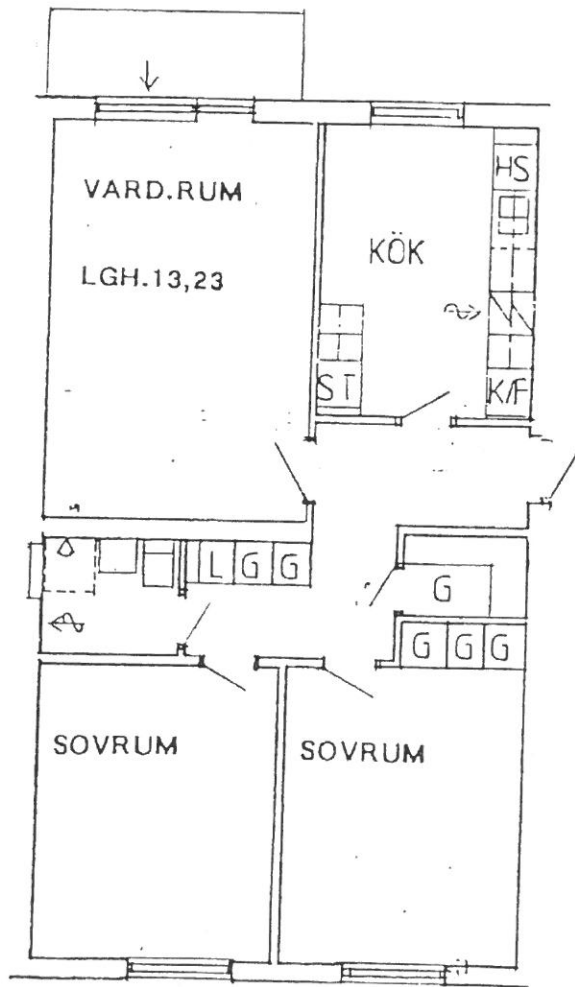 VARD.RUM
LGH.13,23
KÖK
HS
ST
K/F
L G G
G
G G G
SOVRUM
SOVRUM